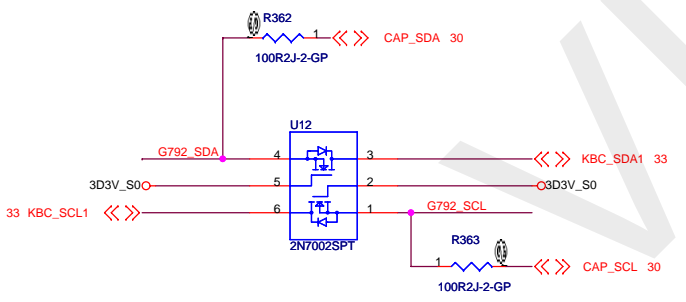 R362
1
CAP_SDA 30
100R2J-2-GP
U12
G792_SDA
4
3
KBC_SDA1 33
3D3V_S0
5
2
3D3V_S0
33 KBC_SCL1
6
1
G792_SCL
2N7002SPT
R363
1
CAP_SCL 30
100R2J-2-GP